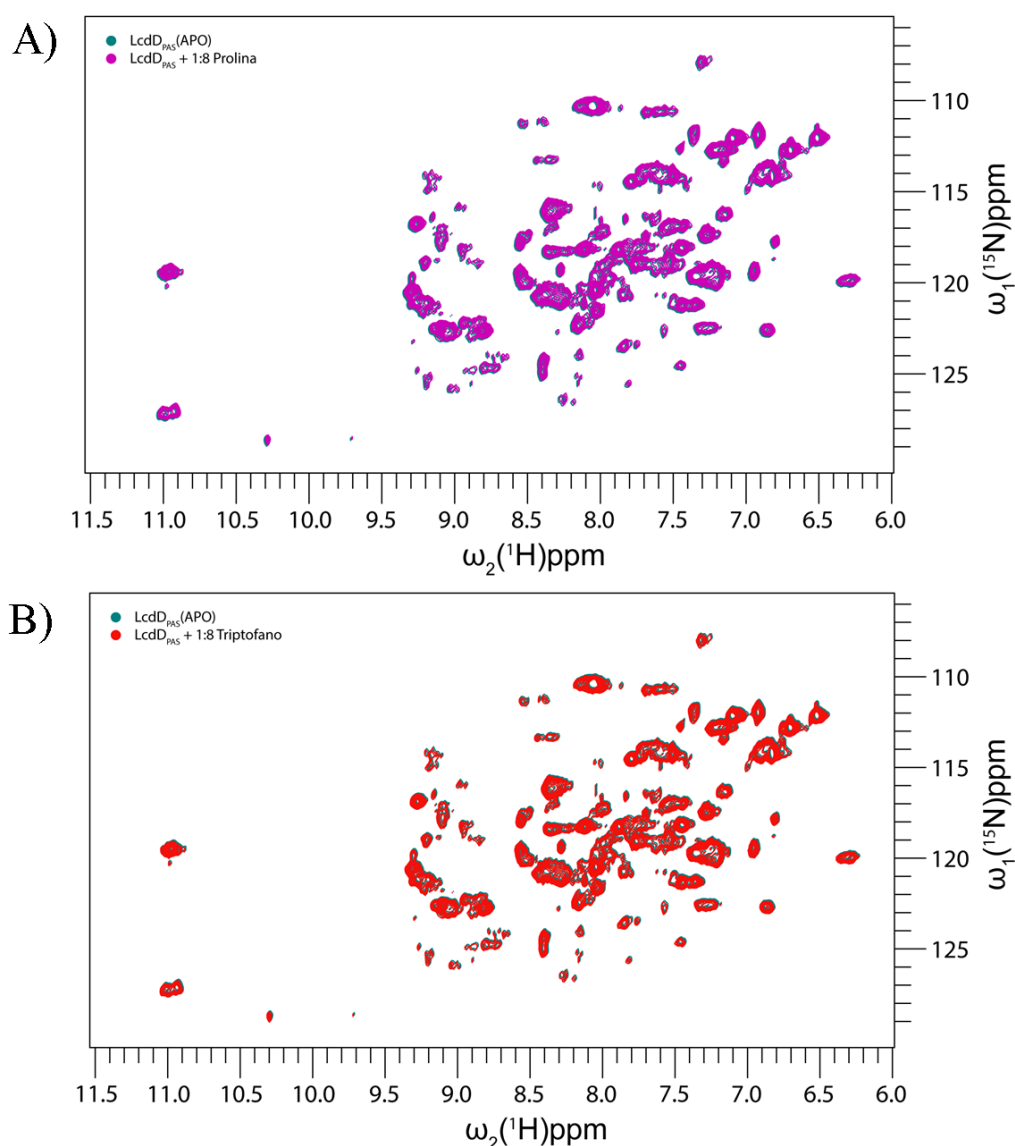 A)
LcdD_PAS(APO)
LcdD_PAS + 1:8 Prolina
110
115
120
125
ω₁(¹⁵N)ppm
11.5 11.0 10.5 10.0 9.5 9.0 8.5 8.0 7.5 7.0 6.5 6.0
ω₂(¹H)ppm
B)
LcdD_PAS(APO)
LcdD_PAS + 1:8 Triptofano
110
115
120
125
ω₁(¹⁵N)ppm
11.5 11.0 10.5 10.0 9.5 9.0 8.5 8.0 7.5 7.0 6.5 6.0
ω₂(¹H)ppm